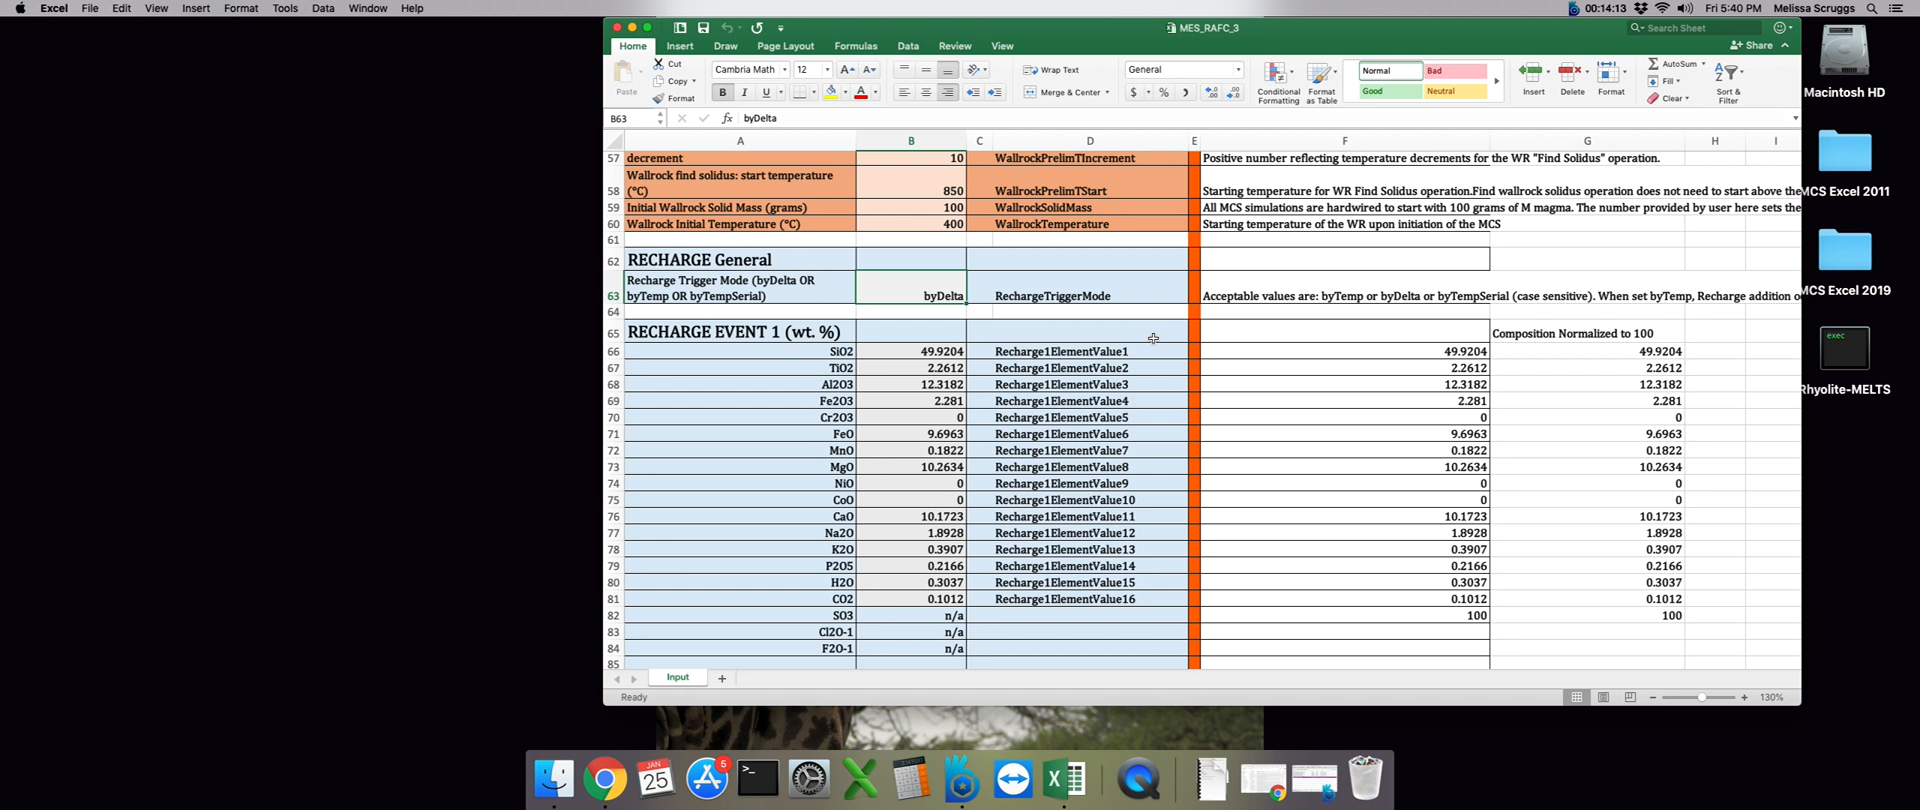 Excel File Edit View Insert Format Tools Data Window Help 00:14:13 Fri 5:40 PM Melissa Scruggs
MES_RAFC_3
Search Sheet
Home Insert Draw Page Layout Formulas Data Review View Share
Paste Cut Copy Format
Cambria Math 12 A A
B I U A
Wrap Text
Merge & Center
General
$ %
Conditional Formatting
Format as Table
Normal Bad
Good Neutral
Insert Delete Format
AutoSum
Fill
Clear
Sort & Filter
B63 fx byDelta
A B C D E F G H I
57 decrement 10 WallrockPrelimTIncrement Positive number reflecting temperature decrements for the WR "Find Solidus" operation.
Wallrock find solidus: start temperature
58 (°C) 850 WallrockPrelimTStart Starting temperature for WR Find Solidus operation.Find wallrock solidus operation does not need to start above the
59 Initial Wallrock Solid Mass (grams) 100 WallrockSolidMass All MCS simulations are hardwired to start with 100 grams of M magma. The number provided by user here sets the
60 Wallrock Initial Temperature (°C) 400 WallrockTemperature Starting temperature of the WR upon initiation of the MCS
61
62 RECHARGE General
Recharge Trigger Mode (byDelta OR
63 byTemp OR byTempSerial) byDelta RechargeTriggerMode Acceptable values are: byTemp or byDelta or byTempSerial (case sensitive). When set byTemp, Recharge addition o
64
65 RECHARGE EVENT 1 (wt. %) Composition Normalized to 100
66 SiO2 49.9204 Recharge1ElementValue1 49.9204 49.9204
67 TiO2 2.2612 Recharge1ElementValue2 2.2612 2.2612
68 Al2O3 12.3182 Recharge1ElementValue3 12.3182 12.3182
69 Fe2O3 2.281 Recharge1ElementValue4 2.281 2.281
70 Cr2O3 0 Recharge1ElementValue5 0 0
71 FeO 9.6963 Recharge1ElementValue6 9.6963 9.6963
72 MnO 0.1822 Recharge1ElementValue7 0.1822 0.1822
73 MgO 10.2634 Recharge1ElementValue8 10.2634 10.2634
74 NiO 0 Recharge1ElementValue9 0 0
75 CoO 0 Recharge1ElementValue10 0 0
76 CaO 10.1723 Recharge1ElementValue11 10.1723 10.1723
77 Na2O 1.8928 Recharge1ElementValue12 1.8928 1.8928
78 K2O 0.3907 Recharge1ElementValue13 0.3907 0.3907
79 P2O5 0.2166 Recharge1ElementValue14 0.2166 0.2166
80 H2O 0.3037 Recharge1ElementValue15 0.3037 0.3037
81 CO2 0.1012 Recharge1ElementValue16 0.1012 0.1012
82 SO3 n/a 100 100
83 Cl2O-1 n/a
84 F2O-1 n/a
85
Input
Ready 130%
Macintosh HD
MCS Excel 2011
MCS Excel 2019
exec
Rhyolite-MELTS
JAN
25
5